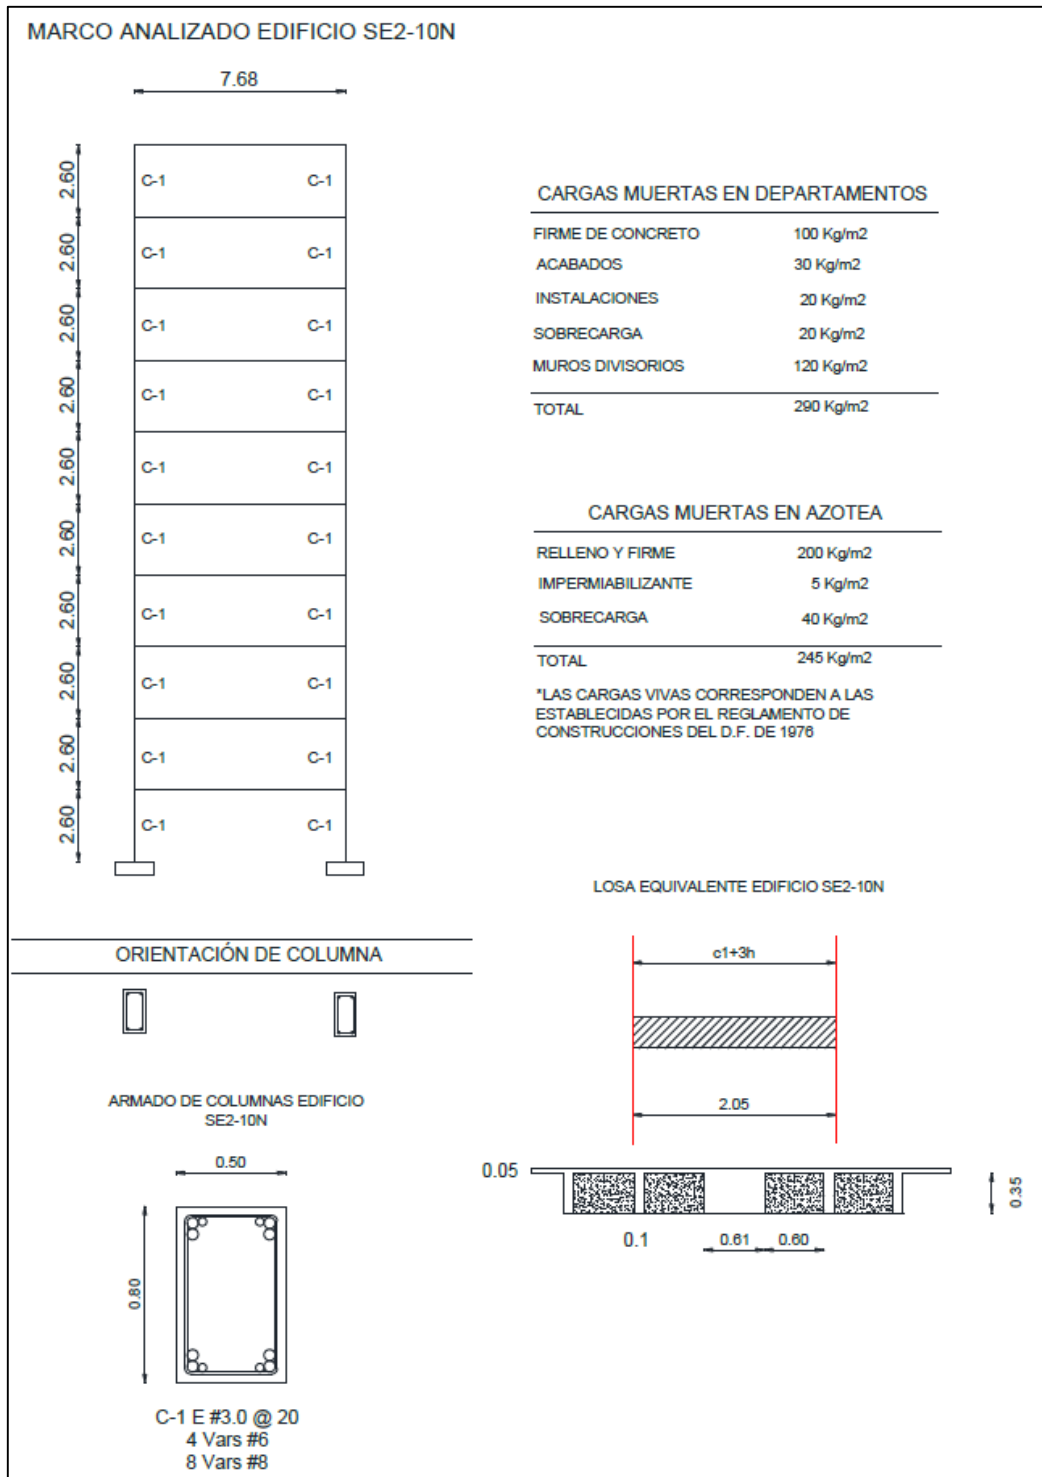 MARCO ANALIZADO EDIFICIO SE2-10N
7.68
2.60
C-1 C-1
2.60
C-1 C-1
2.60
C-1 C-1
2.60
C-1 C-1
2.60
C-1 C-1
2.60
C-1 C-1
2.60
C-1 C-1
2.60
C-1 C-1
2.60
C-1 C-1
2.60
C-1 C-1
CARGAS MUERTAS EN DEPARTAMENTOS
FIRME DE CONCRETO 100 Kg/m2
ACABADOS 30 Kg/m2
INSTALACIONES 20 Kg/m2
SOBRECARGA 20 Kg/m2
MUROS DIVISORIOS 120 Kg/m2
TOTAL 290 Kg/m2
CARGAS MUERTAS EN AZOTEA
RELLENO Y FIRME 200 Kg/m2
IMPERMIABILIZANTE 5 Kg/m2
SOBRECARGA 40 Kg/m2
TOTAL 245 Kg/m2
*LAS CARGAS VIVAS CORRESPONDEN A LAS
ESTABLECIDAS POR EL REGLAMENTO DE
CONSTRUCCIONES DEL D.F. DE 1976
ORIENTACIÓN DE COLUMNA
ARMADO DE COLUMNAS EDIFICIO
SE2-10N
0.50
0.80
C-1 E #3.0 @ 20
4 Vars #6
8 Vars #8
LOSA EQUIVALENTE EDIFICIO SE2-10N
c1+3h
2.05
0.05
0.35
0.1 0.61 0.60